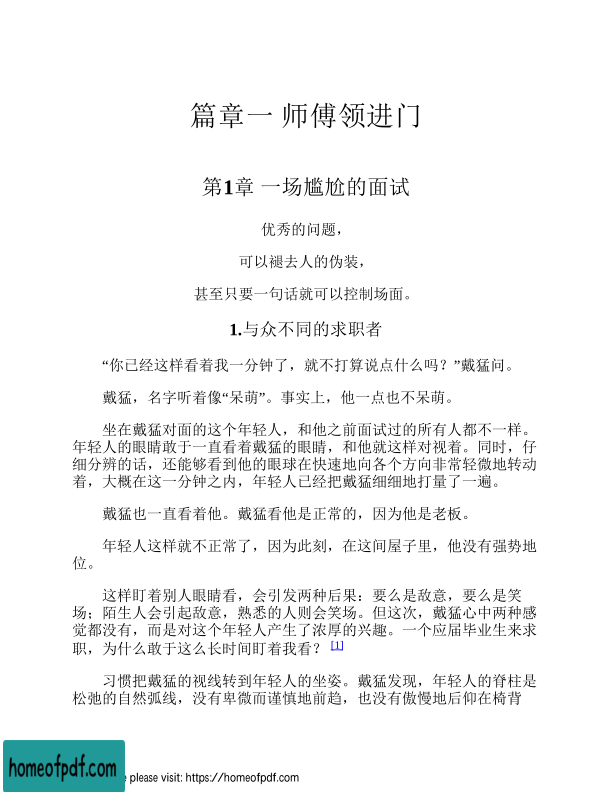 篇章一 师傅领进门
第1章 一场尴尬的面试
优秀的问题，
可以褪去人的伪装，
甚至只要一句话就可以控制场面。
1.与众不同的求职者
“你已经这样看着我一分钟了，就不打算说点什么吗？”戴猛问。
戴猛，名字听着像“呆萌”。事实上，他一点也不呆萌。
坐在戴猛对面的这个年轻人，和他之前面试过的所有人都不一样。
年轻人的眼睛敢于一直看着戴猛的眼睛，和他就这样对视着。同时，仔
细分辨的话，还能够看到他的眼球在快速地向各个方向非常轻微地转动
着，大概在这一分钟之内，年轻人已经把戴猛细细地打量了一遍。
戴猛也一直看着他。戴猛看他是正常的，因为他是老板。
年轻人这样就不正常了，因为此刻，在这间屋子里，他没有强势地
位。
这样盯着别人眼睛看，会引发两种后果：要么是敌意，要么是笑
场；陌生人会引起敌意，熟悉的人则会笑场。但这次，戴猛心中两种感
觉都没有，而是对这个年轻人产生了浓厚的兴趣。一个应届毕业生来求
职，为什么敢于这么长时间盯着我看？ [1]
习惯把戴猛的视线转到年轻人的坐姿。戴猛发现，年轻人的脊柱是
松弛的自然弧线，没有卑微而谨慎地前趋，也没有傲慢地后仰在椅背
homeofpdf.com
e please visit: https://homeofpdf.com